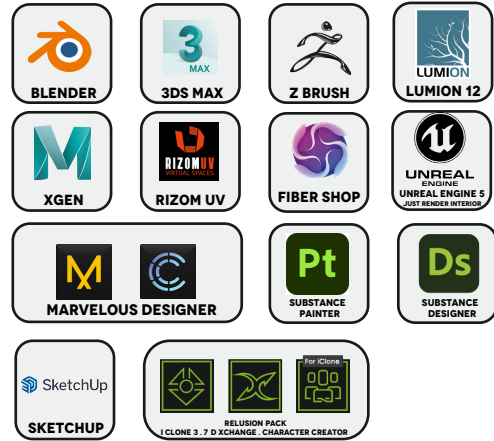 BLENDER
3
MAX
3DS MAX
Z BRUSH
LUMION
LUMION 12
M
XGEN
RIZOMUV
VIRTUAL SPACES
RIZOM UV
FIBER SHOP
UNREAL
ENGINE
UNREAL ENGINE 5
JUST RENDER INTERIOR
MARVELOUS DESIGNER
Pt
SUBSTANCE
PAINTER
Ds
SUBSTANCE
DESIGNER
SketchUp
SKETCHUP
For iClone
RELUSION PACK
I CLONE 3 . 7 D XCHANGE . CHARACTER CREATOR